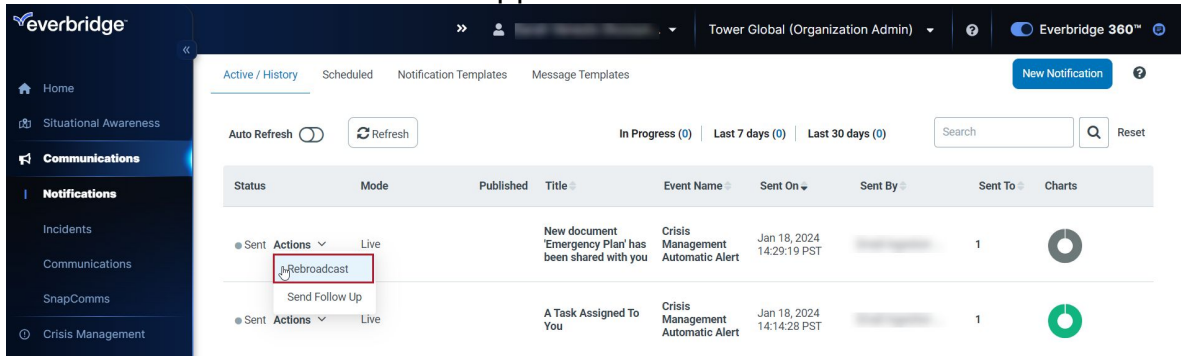 everbridge™
»
Tower Global (Organization Admin)
Everbridge 360™
«
Home
Situational Awareness
Communications
Notifications
Incidents
Communications
SnapComms
Crisis Management
Active / History Scheduled Notification Templates Message Templates
New Notification
Auto Refresh Refresh
In Progress (0) Last 7 days (0) Last 30 days (0)
Search
Reset
Status Mode Published Title Event Name Sent On Sent By Sent To Charts
Sent Actions Live
New document
'Emergency Plan' has
been shared with you
Crisis
Management
Automatic Alert
Jan 18, 2024
14:29:19 PST
1
Rebroadcast
Send Follow Up
Sent Actions Live
A Task Assigned To
You
Crisis
Management
Automatic Alert
Jan 18, 2024
14:14:28 PST
1